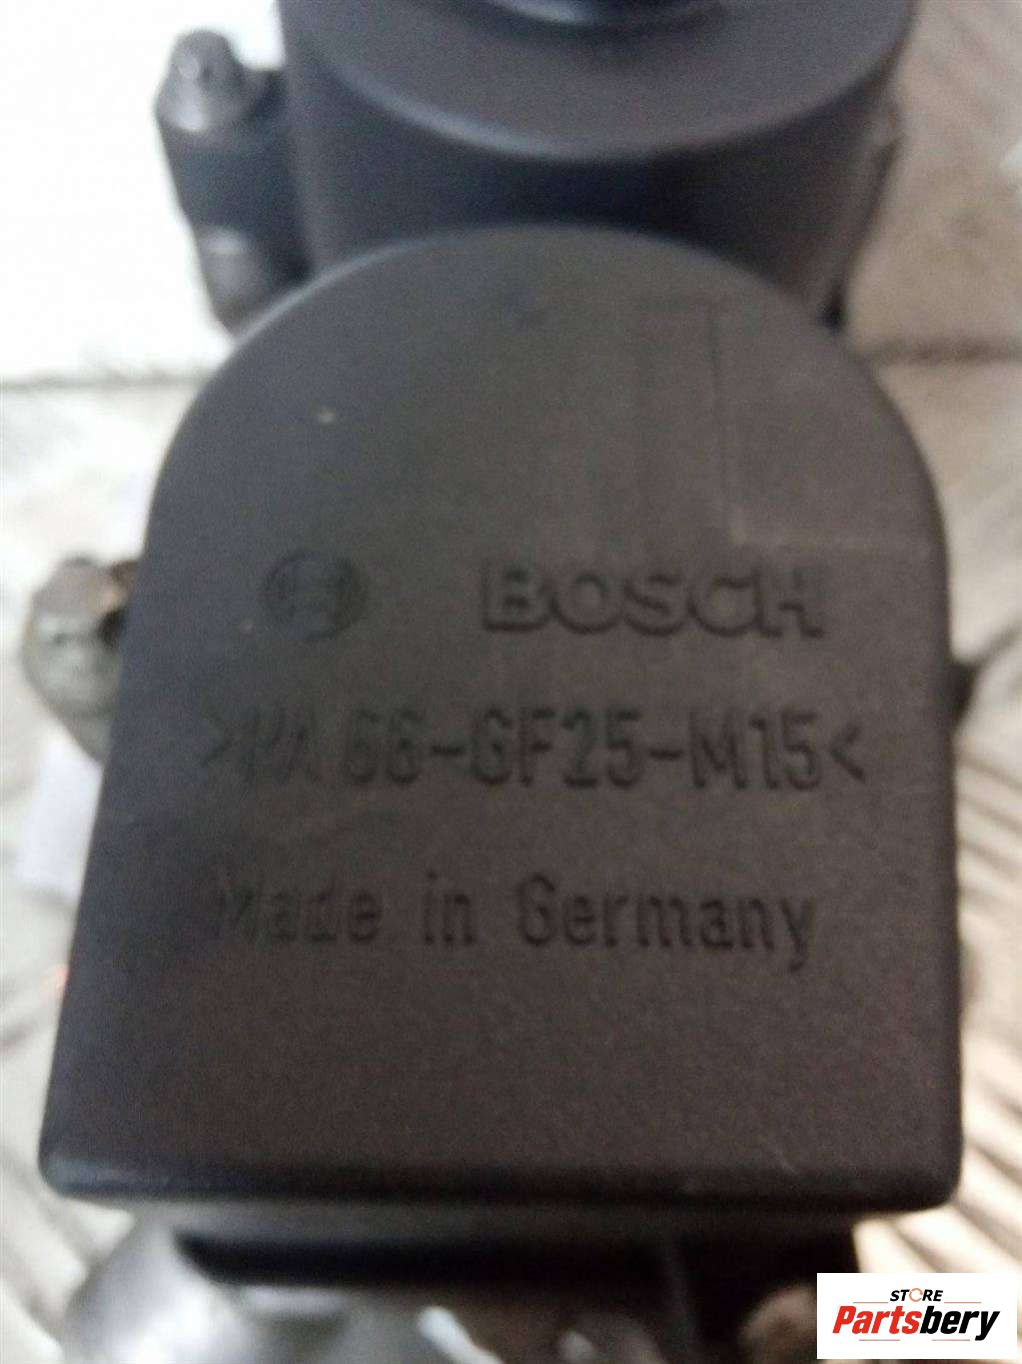 BOSCH
>PA 66-GF25-M15<
Made in Germany
STORE
Partsbery